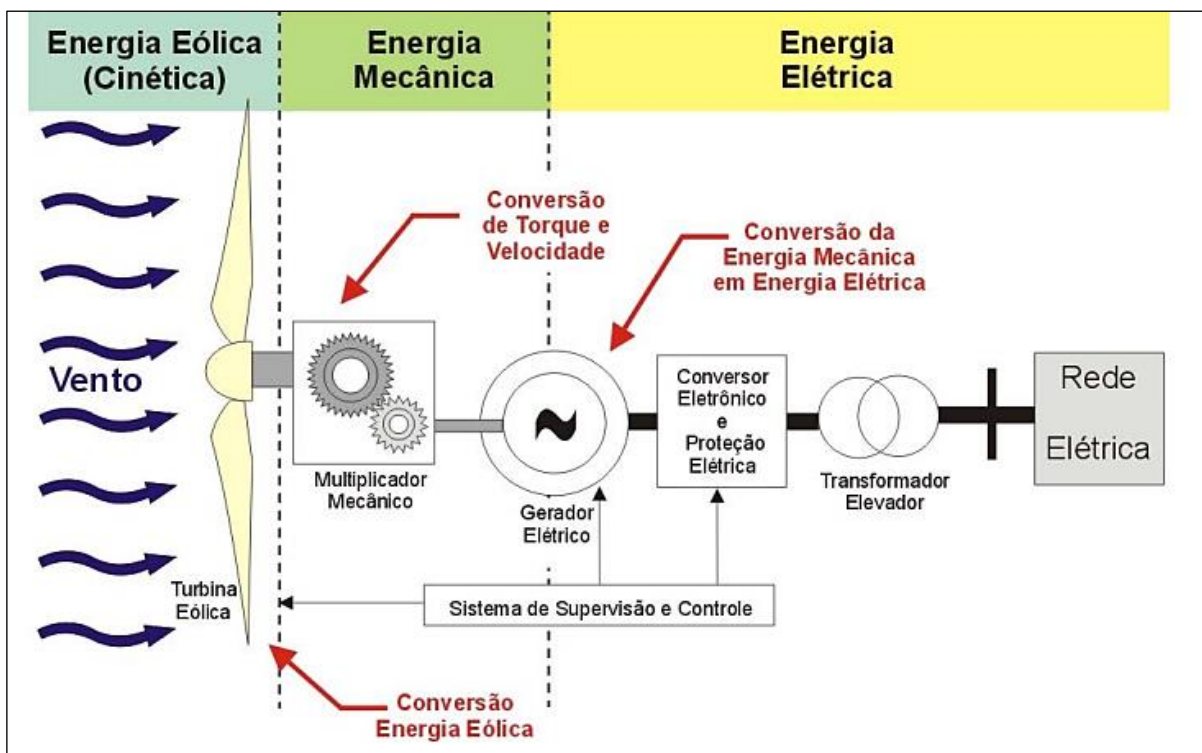 Energia Eólica
(Cinética)
Energia
Mecânica
Energia
Elétrica
Conversão
de Torque e
Velocidade
Conversão da
Energia Mecânica
em Energia Elétrica
Vento
Multiplicador
Mecânico
Gerador
Elétrico
Conversor
Eletrônico
e
Proteção
Elétrica
Transformador
Elevador
Rede
Elétrica
Turbina
Eólica
Sistema de Supervisão e Controle
Conversão
Energia Eólica